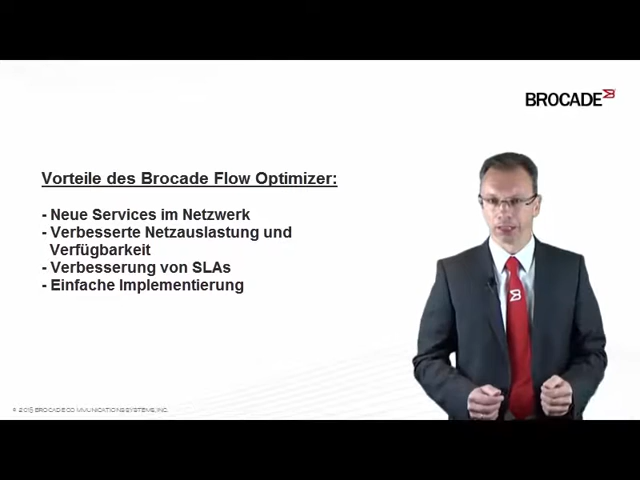 BROCADE
Vorteile des Brocade Flow Optimizer:
- Neue Services im Netzwerk
- Verbesserte Netzauslastung und
Verfügbarkeit
- Verbesserung von SLAs
- Einfache Implementierung
© 2015 BROCADE COMMUNICATIONS SYSTEMS, INC.